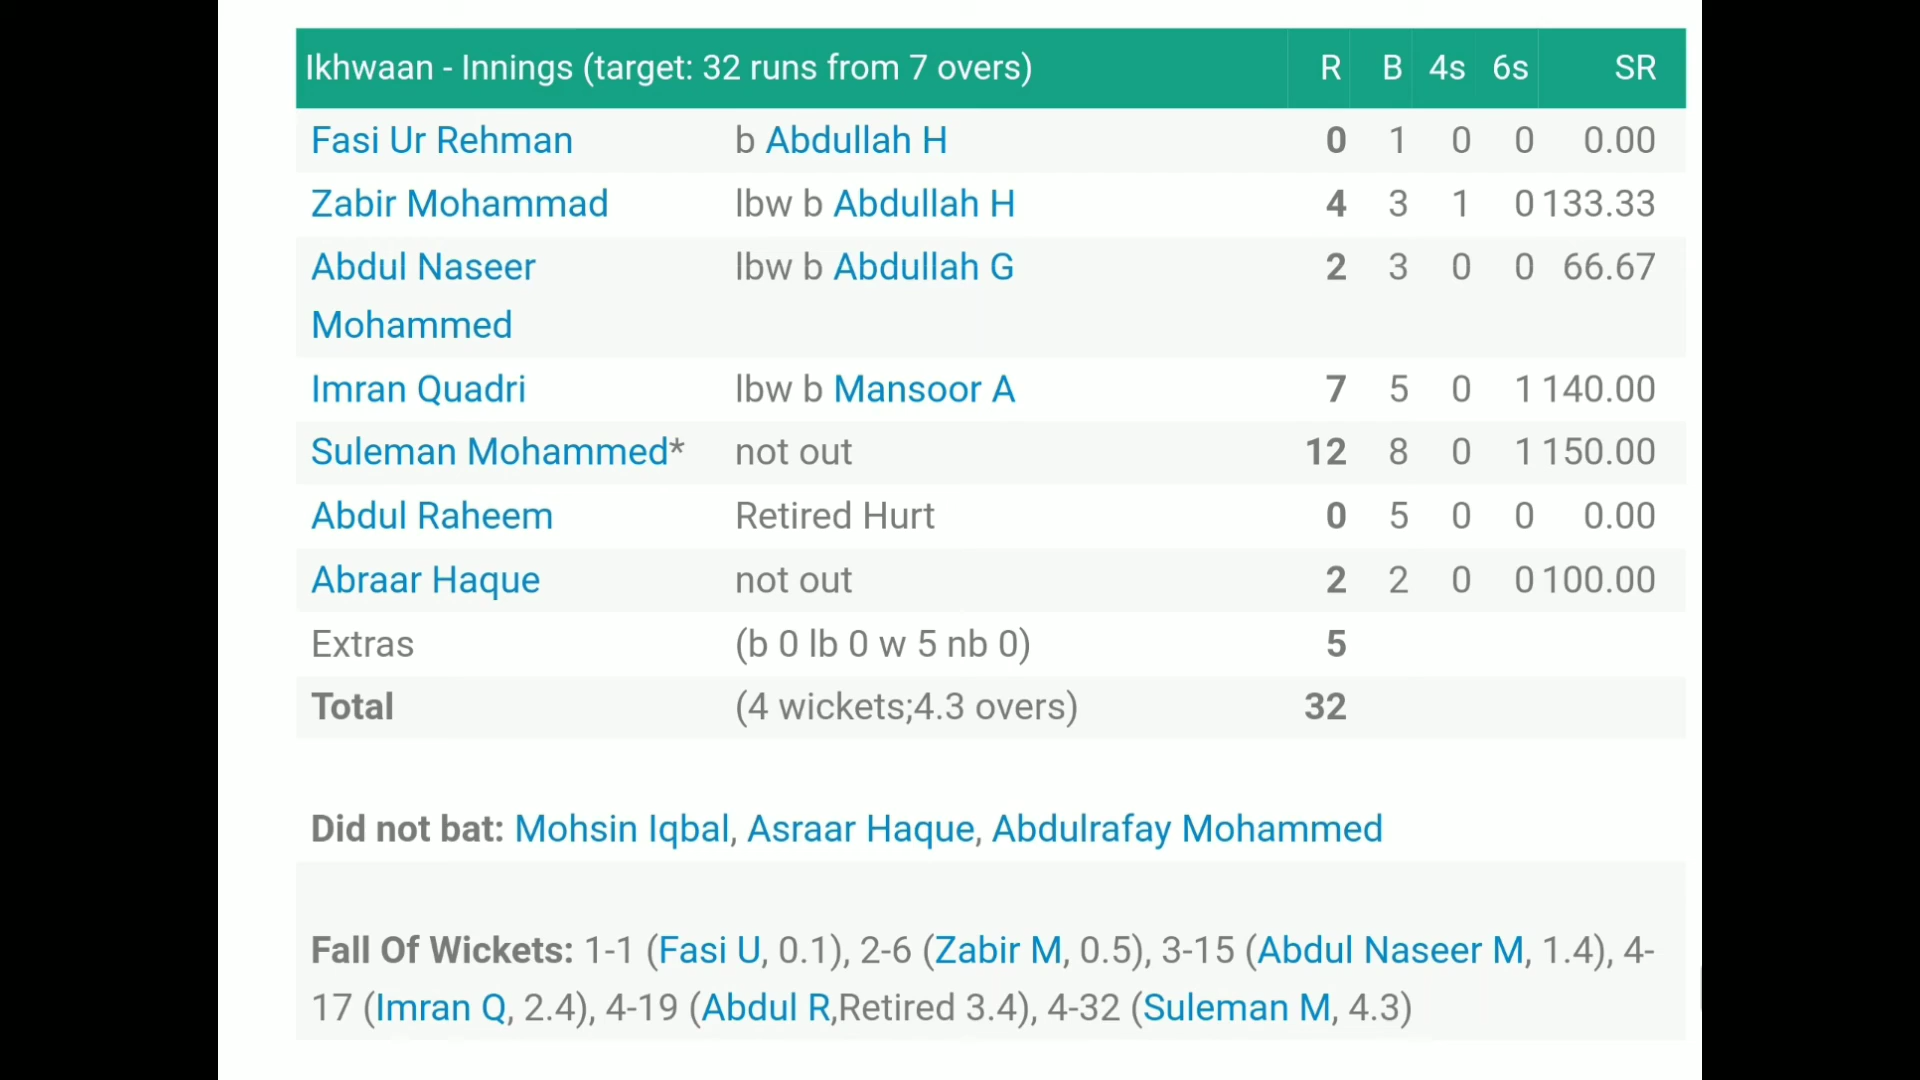 Ikhwaan - Innings (target: 32 runs from 7 overs) R B 4s 6s SR
Fasi Ur Rehman b Abdullah H 0 1 0 0 0.00
Zabir Mohammad lbw b Abdullah H 4 3 1 0 133.33
Abdul Naseer lbw b Abdullah G 2 3 0 0 66.67
Mohammed
Imran Quadri lbw b Mansoor A 7 5 0 1 140.00
Suleman Mohammed* not out 12 8 0 1 150.00
Abdul Raheem Retired Hurt 0 5 0 0 0.00
Abraar Haque not out 2 2 0 0 100.00
Extras (b 0 lb 0 w 5 nb 0) 5
Total (4 wickets;4.3 overs) 32
Did not bat: Mohsin Iqbal, Asraar Haque, Abdulrafay Mohammed
Fall Of Wickets: 1-1 (Fasi U, 0.1), 2-6 (Zabir M, 0.5), 3-15 (Abdul Naseer M, 1.4), 4-
17 (Imran Q, 2.4), 4-19 (Abdul R,Retired 3.4), 4-32 (Suleman M, 4.3)